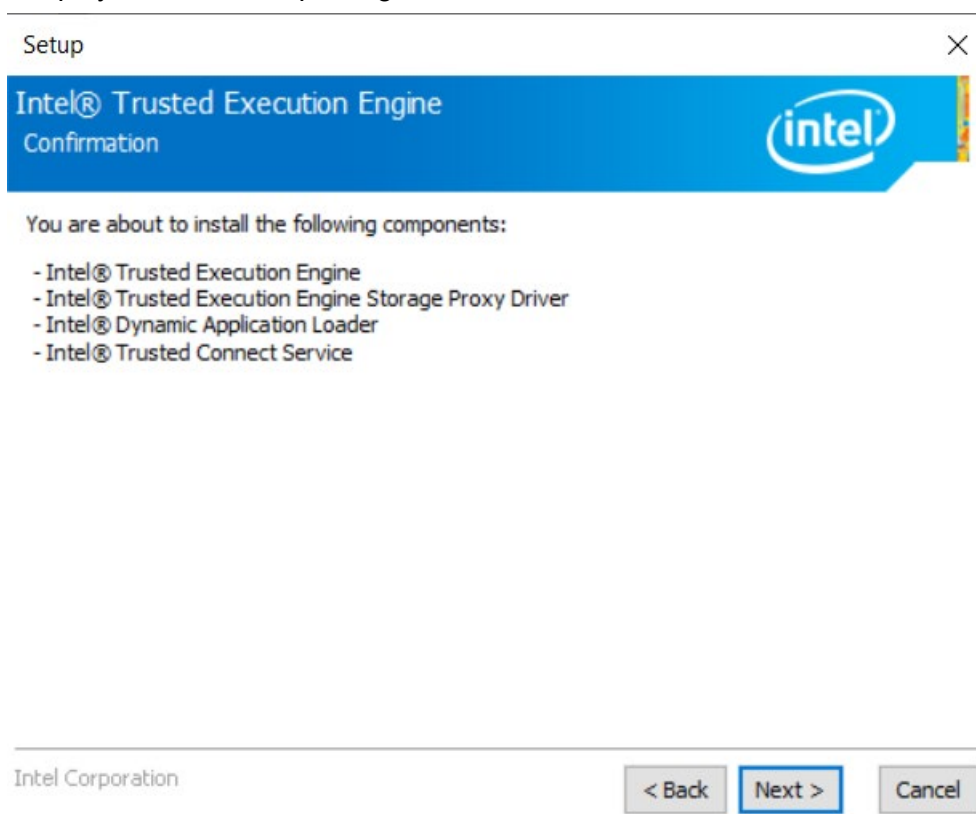 Setup
Intel® Trusted Execution Engine
Confirmation
intel
You are about to install the following components:
- Intel® Trusted Execution Engine
- Intel® Trusted Execution Engine Storage Proxy Driver
- Intel® Dynamic Application Loader
- Intel® Trusted Connect Service
Intel Corporation
< Back Next > Cancel